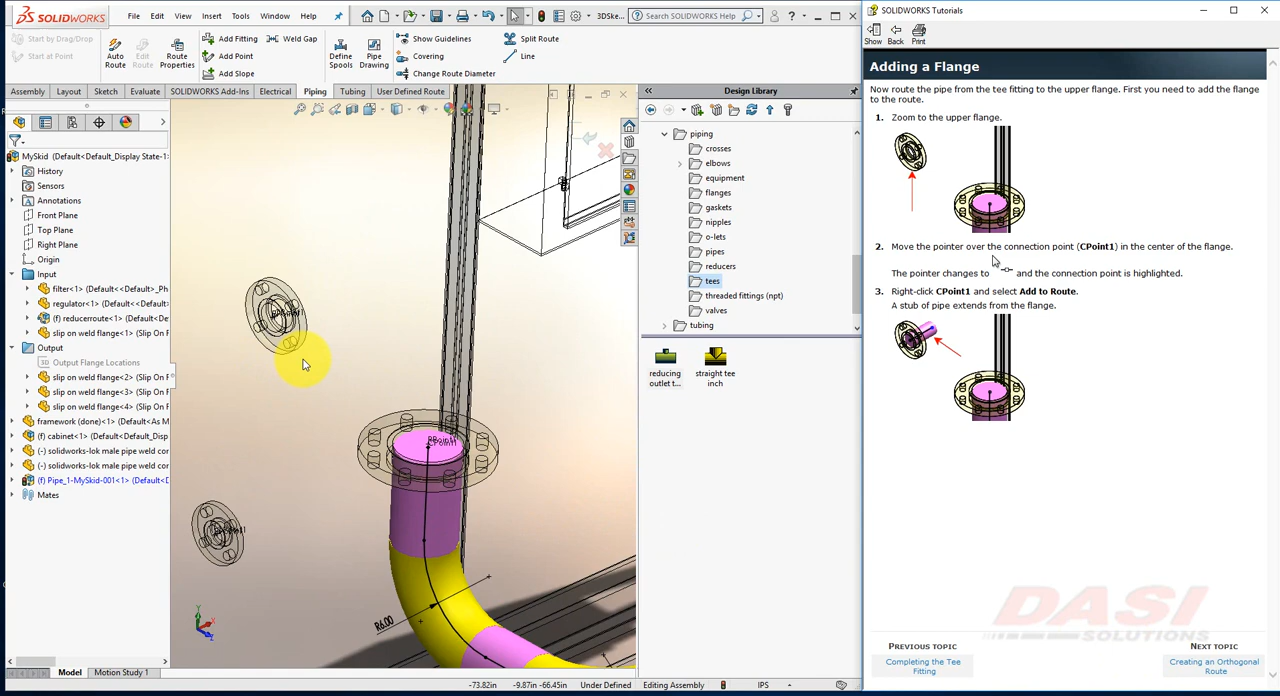 SOLIDWORKS
File
Edit
View
Insert
Tools
Window
Help
3DSke...
Search SOLIDWORKS Help
Start by Drag/Drop
Start at Point
Auto Route
Edit Route
Route Properties
Add Fitting
Weld Gap
Add Point
Add Slope
Define Spools
Pipe Drawing
Show Guidelines
Covering
Change Route Diameter
Split Route
Line
Assembly
Layout
Sketch
Evaluate
SOLIDWORKS Add-Ins
Electrical
Piping
Tubing
User Defined Route
MySkid (Default<Default_Display State-1>
History
Sensors
Annotations
Front Plane
Top Plane
Right Plane
Origin
Input
filter<1> (Default<<Default>_Ph
regulator<1> (Default<<Default>
(f) reducerroute<1> (Default<De
slip on weld flange<1> (Slip On F
Output
3D Output Flange Locations
slip on weld flange<2> (Slip On F
slip on weld flange<3> (Slip On F
slip on weld flange<4> (Slip On F
framework (done)<1> (Default<As M
(f) cabinet<1> (Default<Default_Disp
(-) solidworks-lok male pipe weld cor
(-) solidworks-lok male pipe weld cor
(f) Pipe_1-MySkid-001<1> (Default<D
Mates
CPoint1
R6.00
Design Library
piping
crosses
elbows
equipment
flanges
gaskets
nipples
o-lets
pipes
reducers
tees
threaded fittings (npt)
valves
tubing
reducing outlet t...
straight tee inch
Model
Motion Study 1
-73.82in
-9.87in -66.45in
Under Defined
Editing Assembly
IPS
SOLIDWORKS Tutorials
Show
Back
Print
Adding a Flange
Now route the pipe from the tee fitting to the upper flange. First you need to add the flange
to the route.
1. Zoom to the upper flange.
2. Move the pointer over the connection point (CPoint1) in the center of the flange.
The pointer changes to and the connection point is highlighted.
3. Right-click CPoint1 and select Add to Route.
A stub of pipe extends from the flange.
DASI
SOLUTIONS
PREVIOUS TOPIC
Completing the Tee
Fitting
NEXT TOPIC
Creating an Orthogonal
Route